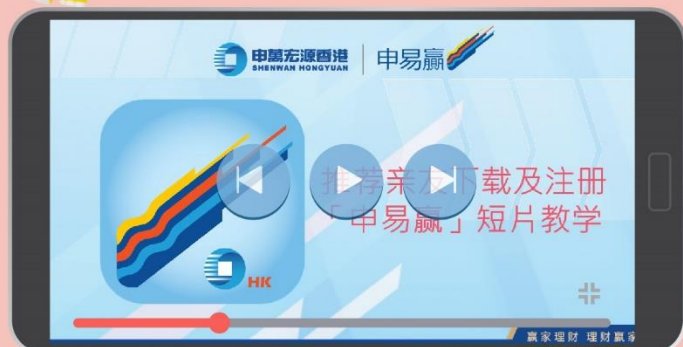 申萬宏源香港
SHENWAN HONGYUAN
申易赢
推荐亲友下载及注册
「申易赢」短片教学
HK
赢家理财 理财赢家